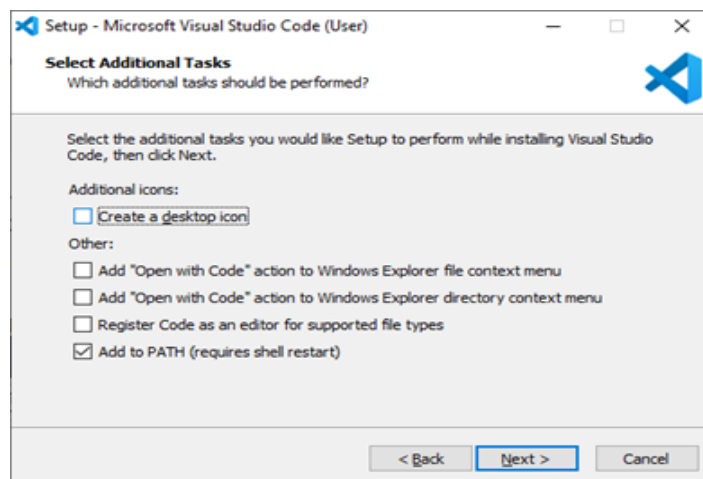 Setup - Microsoft Visual Studio Code (User)
Select Additional Tasks
Which additional tasks should be performed?
Select the additional tasks you would like Setup to perform while installing Visual Studio
Code, then click Next.
Additional icons:
Create a desktop icon
Other:
Add "Open with Code" action to Windows Explorer file context menu
Add "Open with Code" action to Windows Explorer directory context menu
Register Code as an editor for supported file types
Add to PATH (requires shell restart)
< Back Next > Cancel